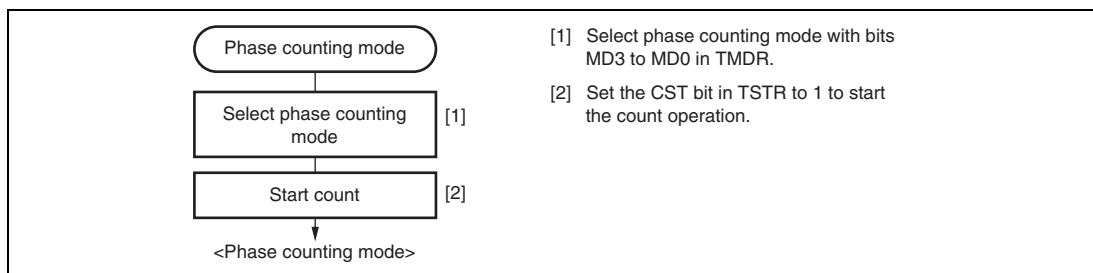 Phase counting mode
Select phase counting
mode
[1]
Start count
[2]
<Phase counting mode>
[1] Select phase counting mode with bits
MD3 to MD0 in TMDR.
[2] Set the CST bit in TSTR to 1 to start
the count operation.